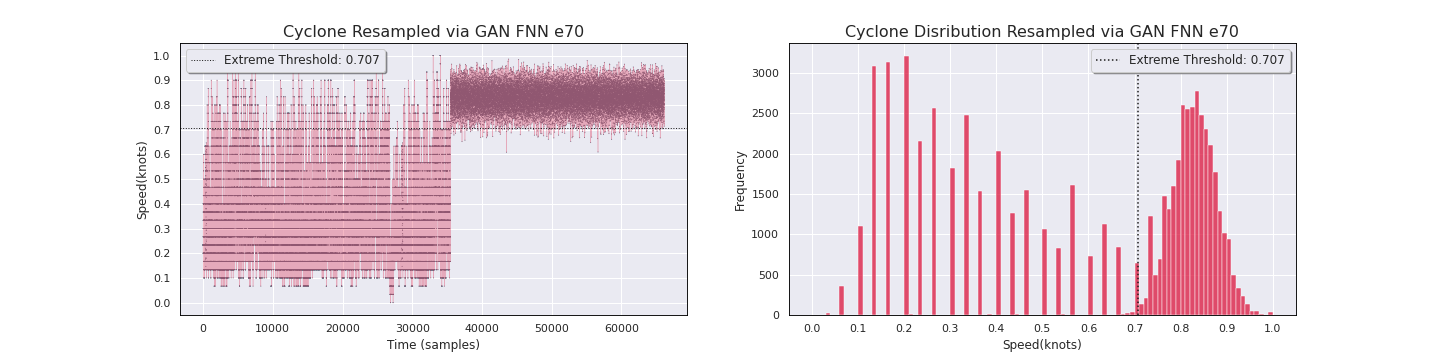 Cyclone Resampled via GAN FNN e70
Extreme Threshold: 0.707
Speed(knots)
1.0
0.9
0.8
0.7
0.6
0.5
0.4
0.3
0.2
0.1
0.0
0 10000 20000 30000 40000 50000 60000
Time (samples)
Cyclone Disribution Resampled via GAN FNN e70
Extreme Threshold: 0.707
Frequency
3000
2500
2000
1500
1000
500
0
0.0 0.1 0.2 0.3 0.4 0.5 0.6 0.7 0.8 0.9 1.0
Speed(knots)